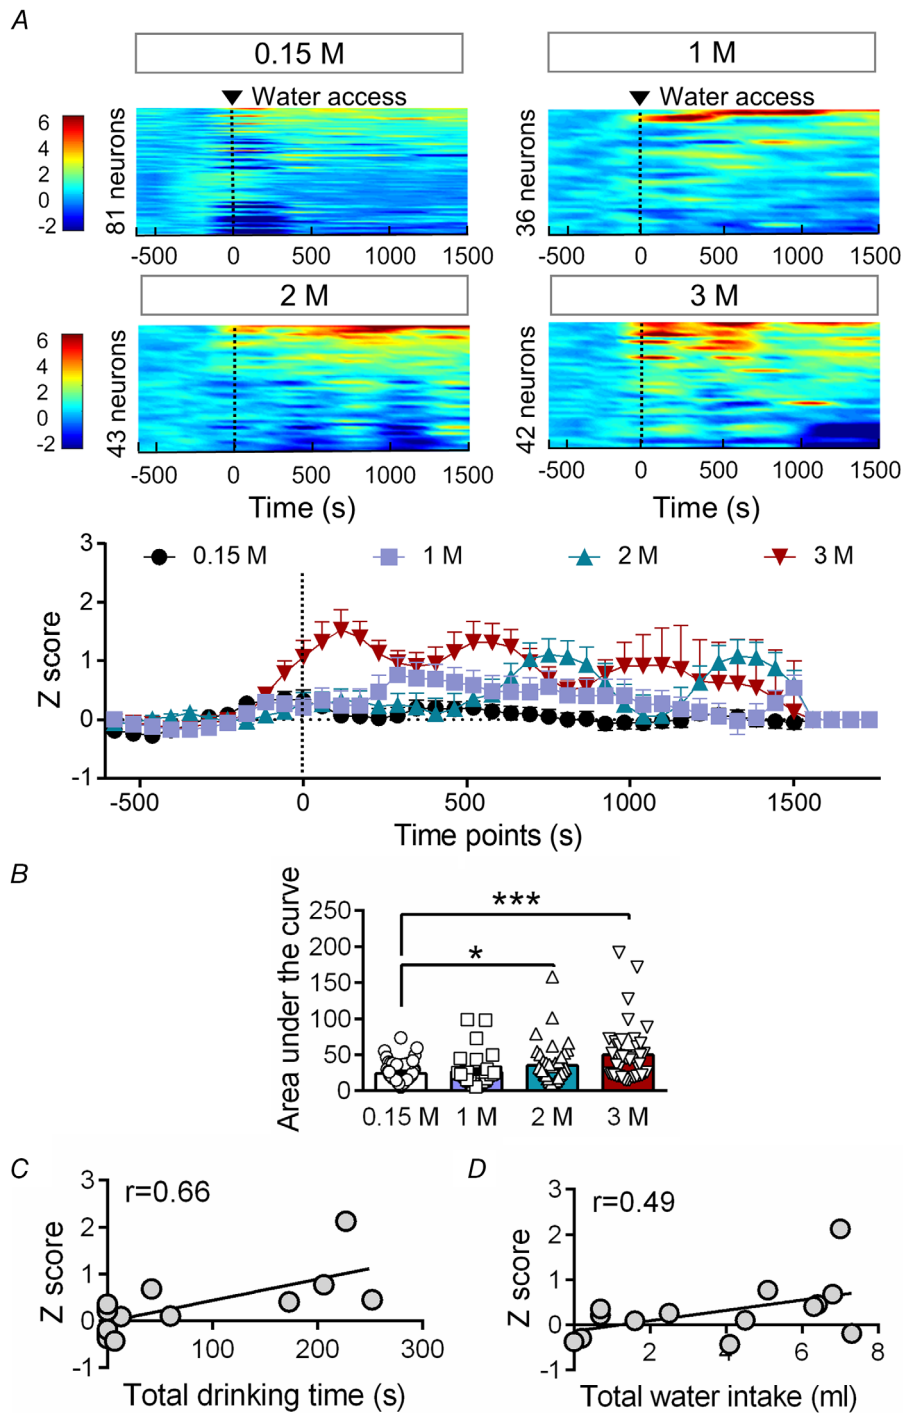 A
0.15 M
1 M
Water access
Water access
6
4
2
0
-2
81 neurons
36 neurons
-500 0 500 1000 1500
-500 0 500 1000 1500
2 M
3 M
6
4
2
0
-2
43 neurons
42 neurons
-500 0 500 1000 1500
-500 0 500 1000 1500
Time (s)
Time (s)
0.15 M
1 M
2 M
3 M
Z score
3
2
1
0
-1
-500 0 500 1000 1500
Time points (s)
B
Area under the curve
250
200
150
100
50
0
***
*
0.15 M 1 M 2 M 3 M
C
r=0.66
Z score
3
2
1
0
-1
100 200 300
Total drinking time (s)
D
r=0.49
Z score
3
2
1
0
-1
2 4 6 8
Total water intake (ml)